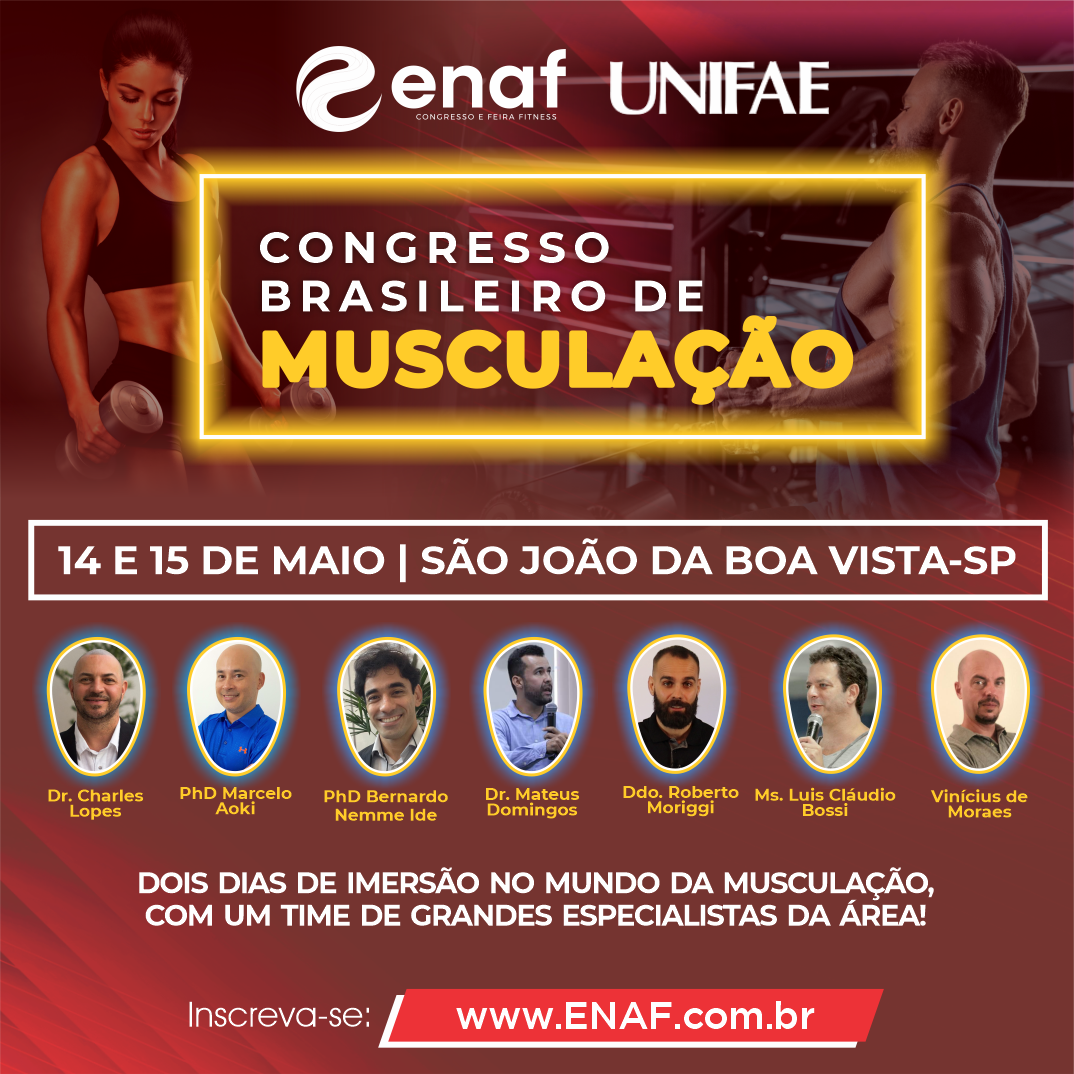 enaf
CONGRESSO E FEIRA FITNESS
UNIFAE
CONGRESSO
BRASILEIRO DE
MUSCULAÇÃO
14 E 15 DE MAIO | SÃO JOÃO DA BOA VISTA-SP
Dr. Charles
Lopes
PhD Marcelo
Aoki
PhD Bernardo
Nemme Ide
Dr. Mateus
Domingos
Ddo. Roberto
Moriggi
Ms. Luis Cláudio
Bossi
Vinícius de
Moraes
DOIS DIAS DE IMERSÃO NO MUNDO DA MUSCULAÇÃO,
COM UM TIME DE GRANDES ESPECIALISTAS DA ÁREA!
Inscreva-se: www.ENAF.com.br